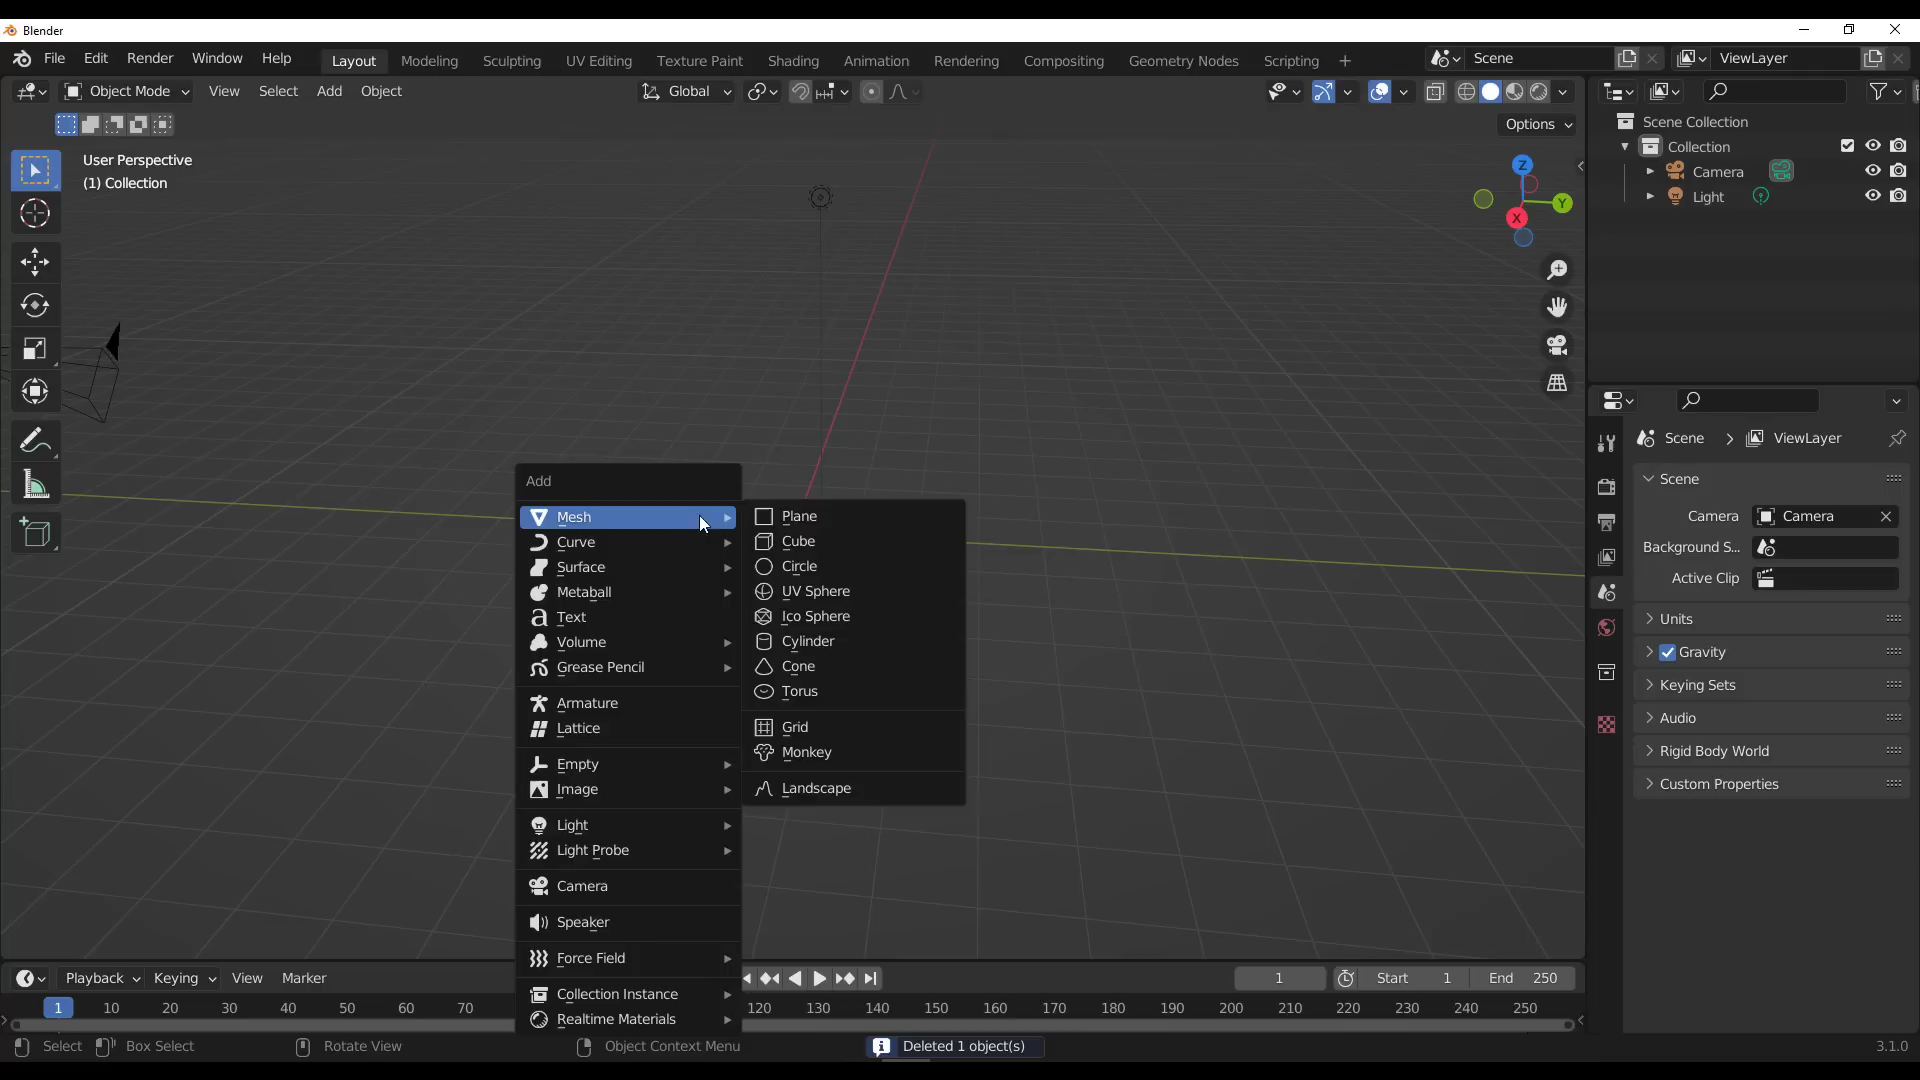 Blender
File Edit Render Window Help Layout Modeling Sculpting UV Editing Texture Paint Shading Animation Rendering Compositing Geometry Nodes Scripting + Scene ViewLayer
Object Mode View Select Add Object Global
Options
User Perspective
(1) Collection
Z
Y
X
Scene Collection
Collection
Camera
Light
Scene > ViewLayer
Scene
Camera Camera
Background S...
Active Clip
Units
Gravity
Keying Sets
Audio
Rigid Body World
Custom Properties
Add
Mesh
Curve
Surface
Metaball
Text
Volume
Grease Pencil
Armature
Lattice
Empty
Image
Light
Light Probe
Camera
Speaker
Force Field
Collection Instance
Realtime Materials
Plane
Cube
Circle
UV Sphere
Ico Sphere
Cylinder
Cone
Torus
Grid
Monkey
Landscape
Playback Keying View Marker 1 Start 1 End 250
1 10 20 30 40 50 60 70 120 130 140 150 160 170 180 190 200 210 220 230 240 250
Select Box Select Rotate View Object Context Menu Deleted 1 object(s) 3.1.0